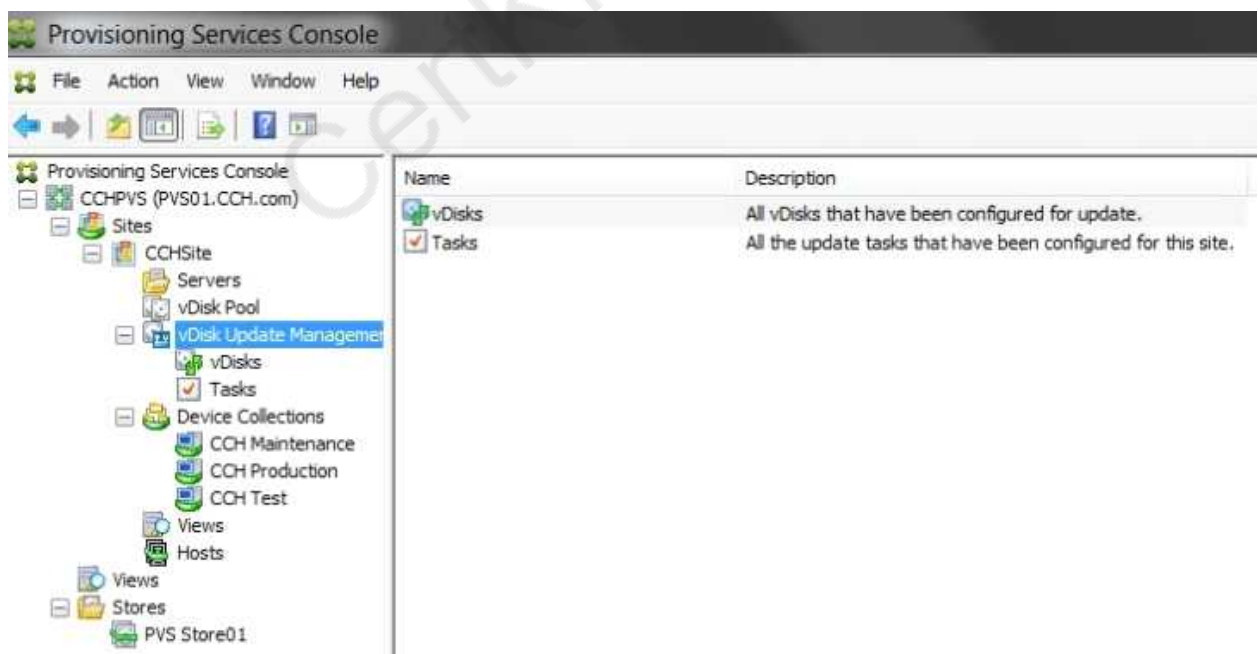 Provisioning Services Console
File Action View Window Help
Provisioning Services Console
CCHPVS (PVS01.CCH.com)
Sites
CCHSite
Servers
vDisk Pool
vDisk Update Managemer
vDisks
Tasks
Device Collections
CCH Maintenance
CCH Production
CCH Test
Views
Hosts
Views
Stores
PVS Store01
Name Description
vDisks All vDisks that have been configured for update.
Tasks All the update tasks that have been configured for this site.